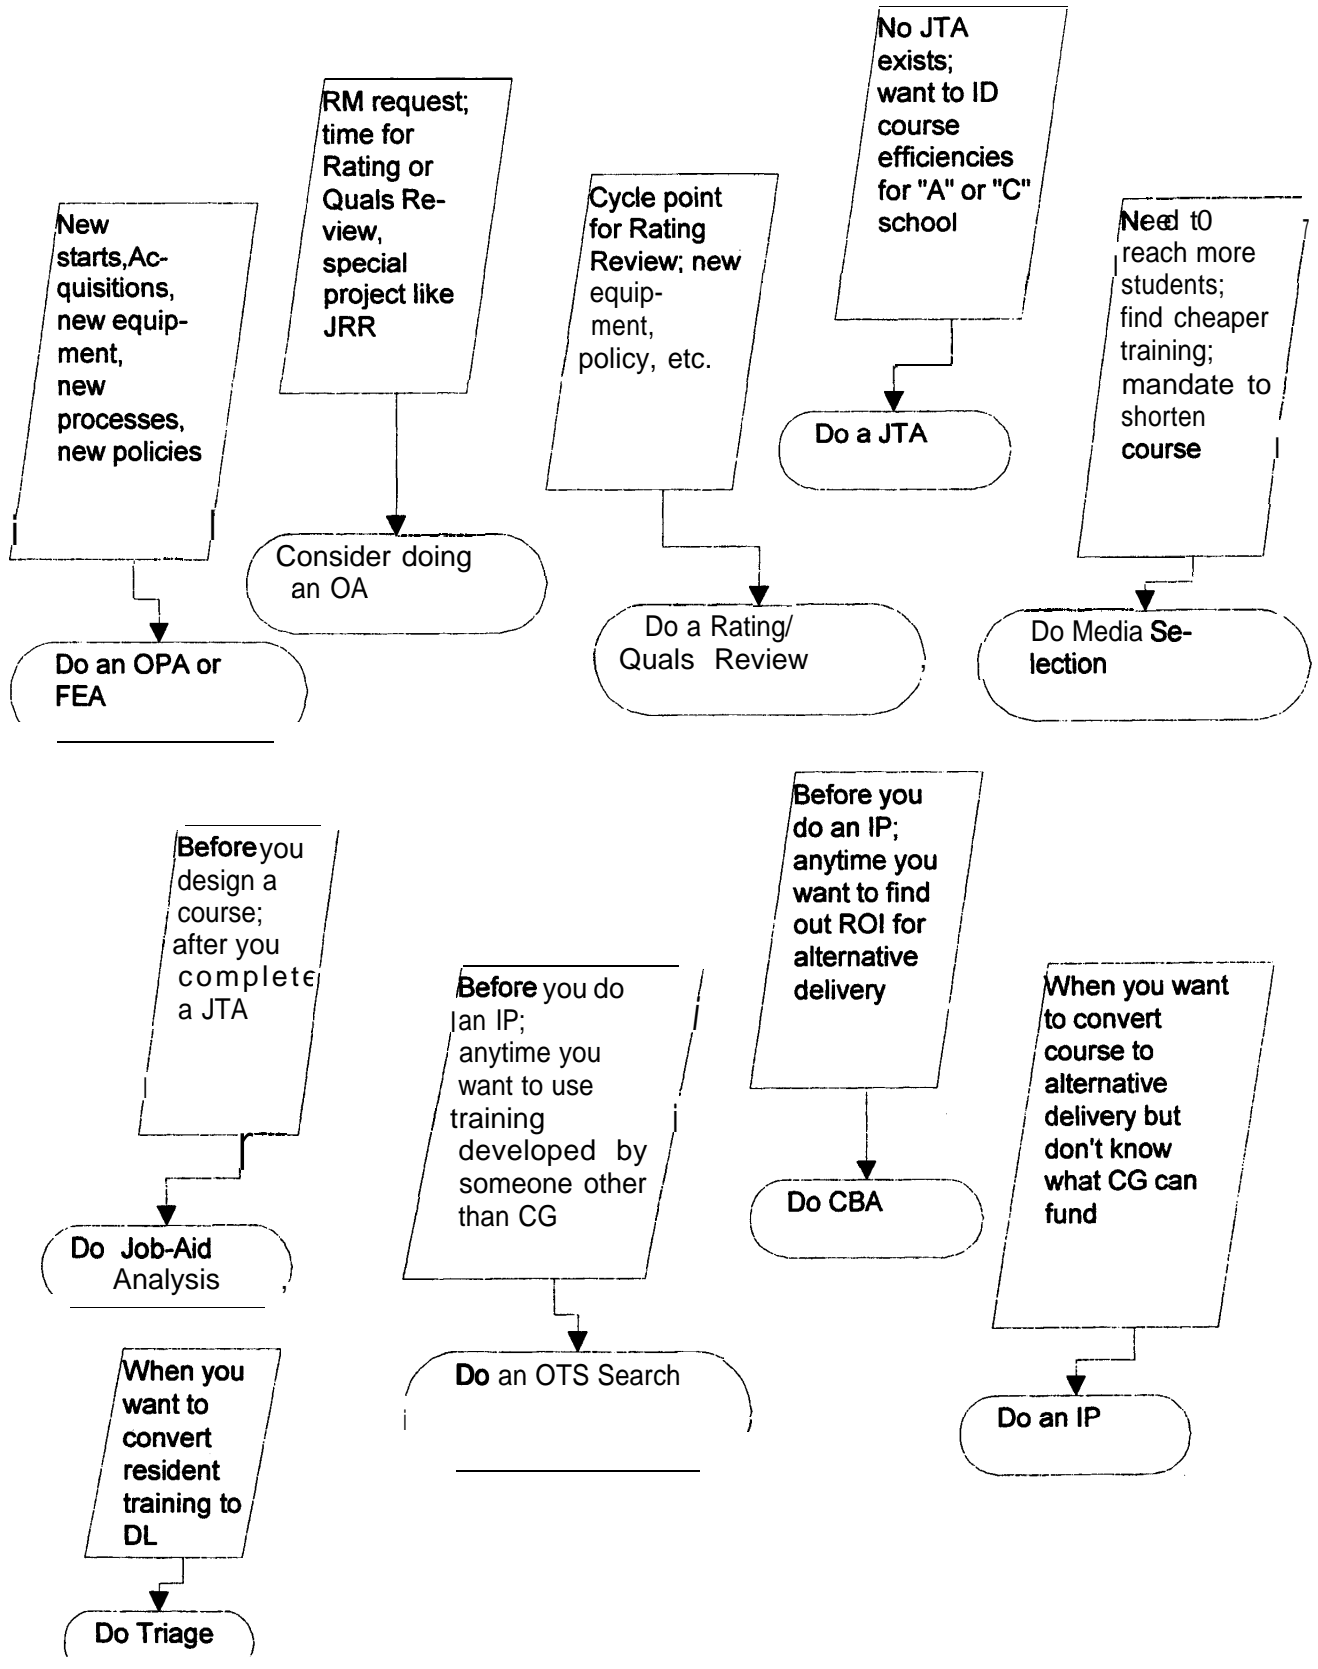 New
starts,Ac-
quisitions,
new equip-
ment,
new
processes,
new policies
Do an OPA or
FEA
RM request;
time for
Rating or
Quals Re-
view,
special
project like
JRR
Consider doing
an OA
Cycle point
for Rating
Review; new
equip-
ment,
policy, etc.
Do a Rating/
Quals Review
No JTA
exists;
want to ID
course
efficiencies
for "A" or "C"
school
Do a JTA
Need t0
reach more
students;
find cheaper
training;
mandate to
shorten
course
Do Media Se-
lection
Before you
design a
course;
after you
complete
a JTA
Do Job-Aid
Analysis
Before you do
an IP;
anytime you
want to use
training
developed by
someone other
than CG
Do an OTS Search
Before you
do an IP;
anytime you
want to find
out ROI for
alternative
delivery
Do CBA
When you want
to convert
course to
alternative
delivery but
don't know
what CG can
fund
Do an IP
When you
want to
convert
resident
training to
DL
Do Triage